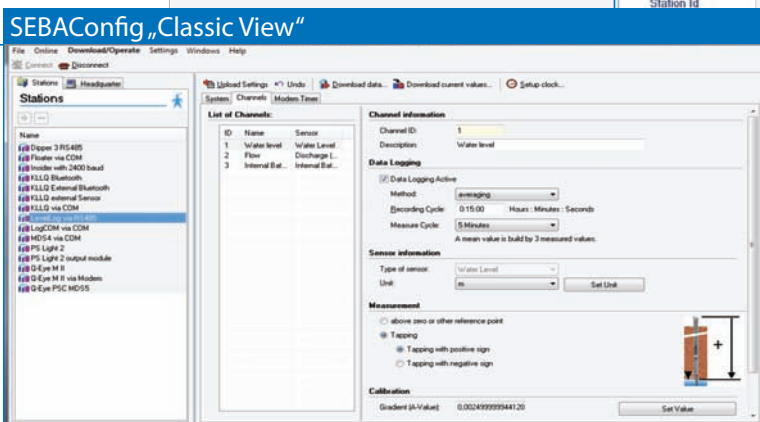 Station Id
SEBAConfig „Classic View“
File Online Download/Operate Settings Windows Help
Connect Disconnect
Stations Headquarter
Stations
Name
Dipper 3 RS485
Floater via COM
Insider with 2400 baud
KLLQ Bluetooth
KLLQ External Bluetooth
KLLQ external Sensor
KLLQ via COM
LevelLog via RS485
LogCOM via COM
MDS4 via COM
PS Light 2
PS Light 2 output module
Q-Eye M II
Q-Eye M II via Modem
Q-Eye PSC MDS5
Upload Settings Undo Download data... Download current values... Setup clock...
System Channels Modem Timer
List of Channels:
ID Name Sensor
1 Water level Water Level
2 Flow Discharge (...
3 Internal Bat... Internal Bat...
Channel information
Channel ID: 1
Description: Water level
Data Logging
Data Logging Active
Method: averaging
Recording Cycle: 0:15:00 Hours : Minutes : Seconds
Measure Cycle: 5 Minutes
A mean value is build by 3 measured values.
Sensor information
Type of sensor: Water Level
Unit: m Set Unit
Measurement
above zero or other reference point
Tapping
Tapping with positive sign
Tapping with negative sign
+
Calibration
Gradient (A-Value): 0,002499999944120 Set Value